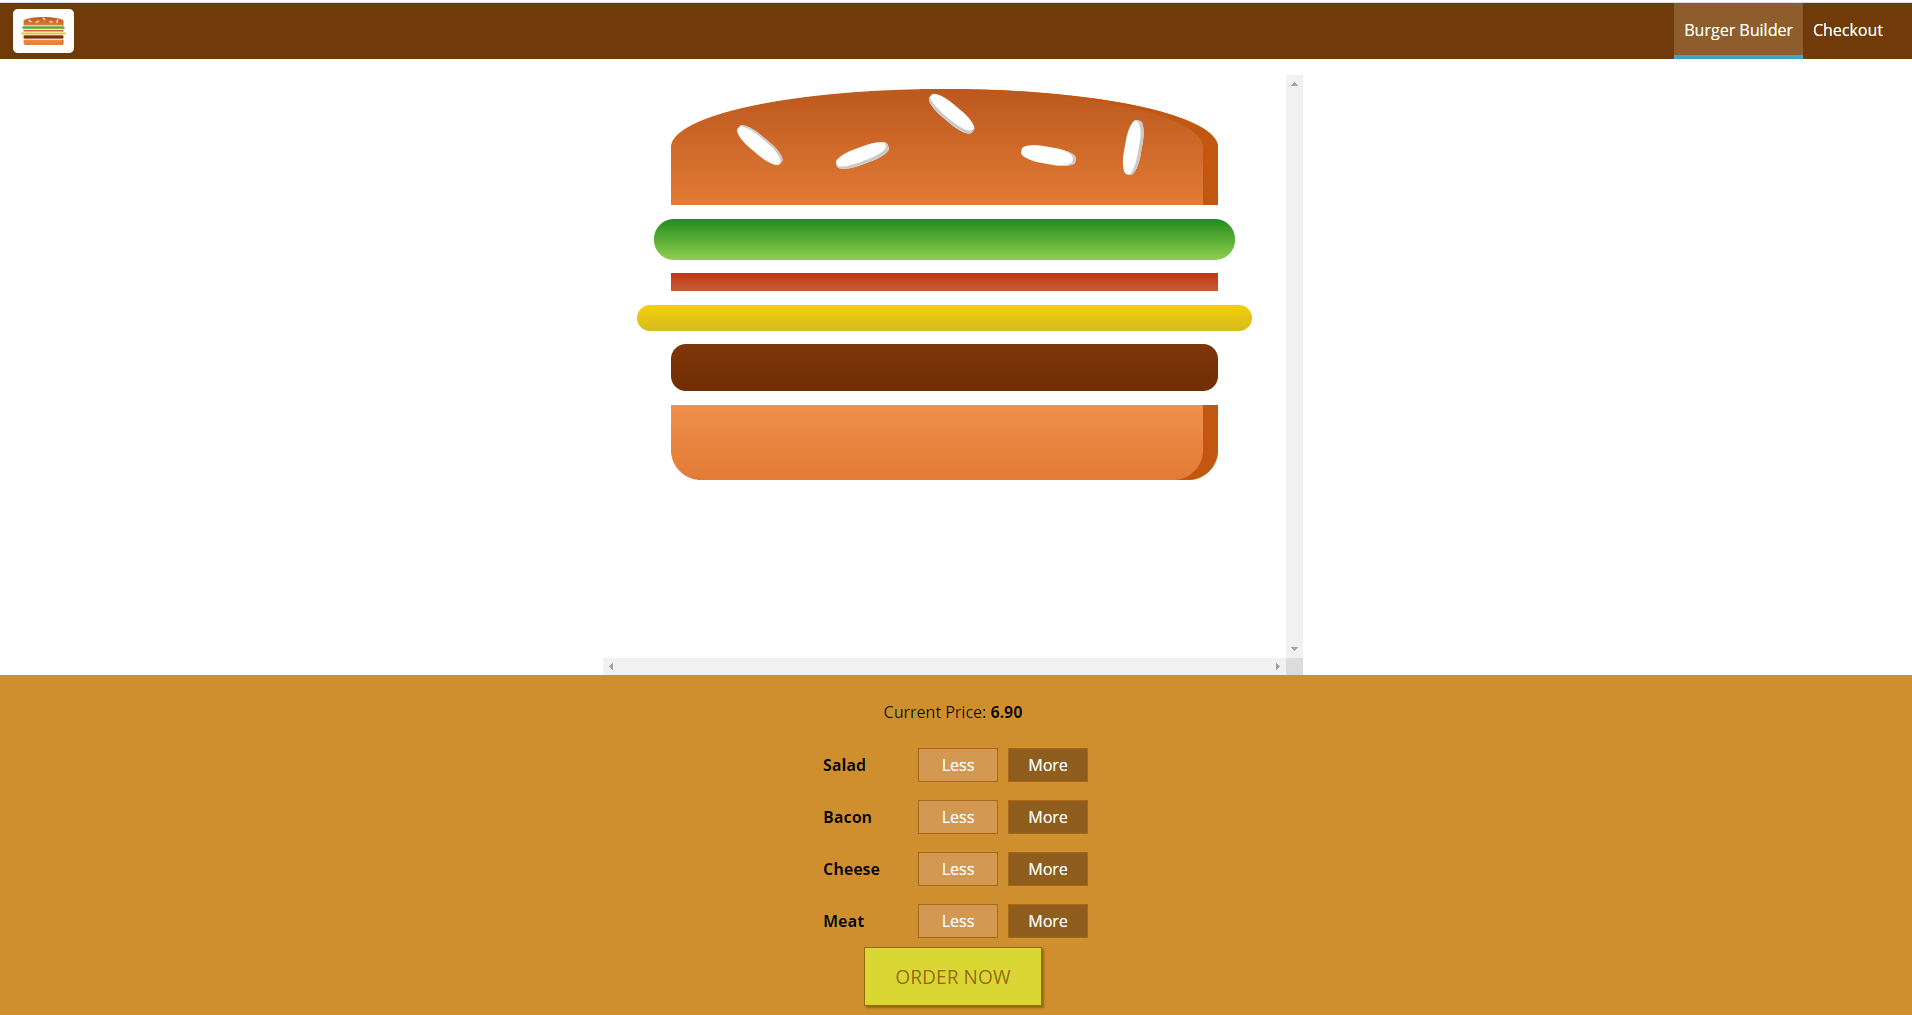 Burger Builder Checkout
Current Price: 6.90
Salad Less More
Bacon Less More
Cheese Less More
Meat Less More
ORDER NOW